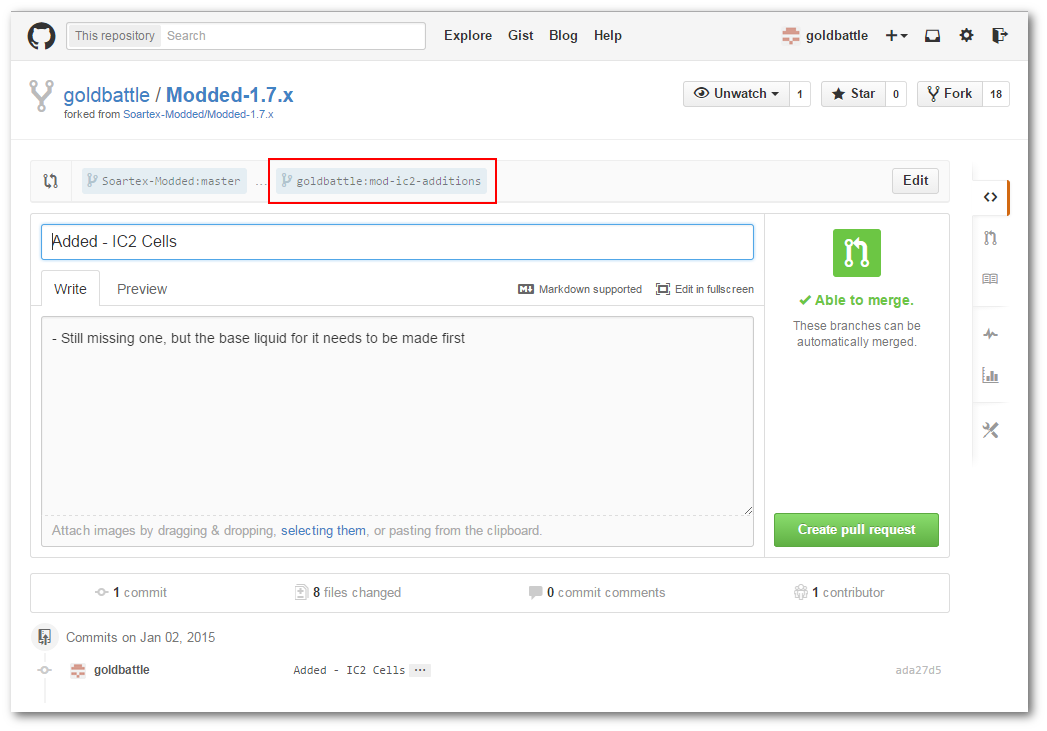 This repository Search Explore Gist Blog Help goldbattle
goldbattle / Modded-1.7.x Unwatch 1 Star 0 Fork 18
forked from Soartex-Modded/Modded-1.7.x
Soartex-Modded:master ... goldbattle:mod-ic2-additions Edit
Added - IC2 Cells
Write Preview Markdown supported Edit in fullscreen
Able to merge.
These branches can be
automatically merged.
- Still missing one, but the base liquid for it needs to be made first
Attach images by dragging & dropping, selecting them, or pasting from the clipboard.
Create pull request
1 commit 8 files changed 0 commit comments 1 contributor
Commits on Jan 02, 2015
goldbattle Added - IC2 Cells ... ada27d5